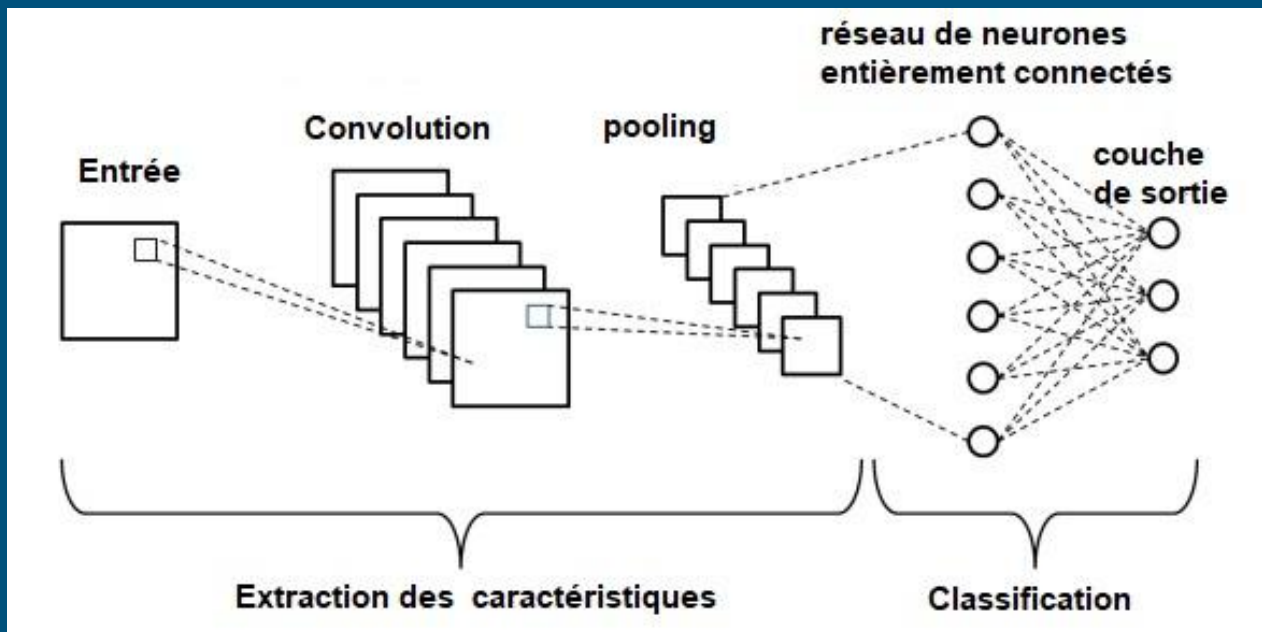 réseau de neurones
entièrement connectés
Convolution
pooling
Entrée
couche
de sortie
Extraction des caractéristiques
Classification